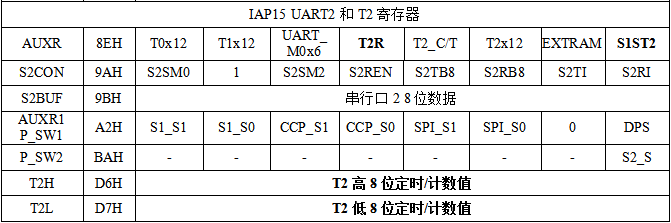 IAP15 UART2 和 T2 寄存器
AUXR 8EH T0x12 T1x12 UART_M0x6 T2R T2_C/T T2x12 EXTRAM S1ST2
S2CON 9AH S2SM0 1 S2SM2 S2REN S2TB8 S2RB8 S2TI S2RI
S2BUF 9BH 串行口 2 8 位数据
AUXR1 P_SW1 A2H S1_S1 S1_S0 CCP_S1 CCP_S0 SPI_S1 SPI_S0 0 DPS
P_SW2 BAH - - - - - - - S2_S
T2H D6H T2 高 8 位定时/计数值
T2L D7H T2 低 8 位定时/计数值